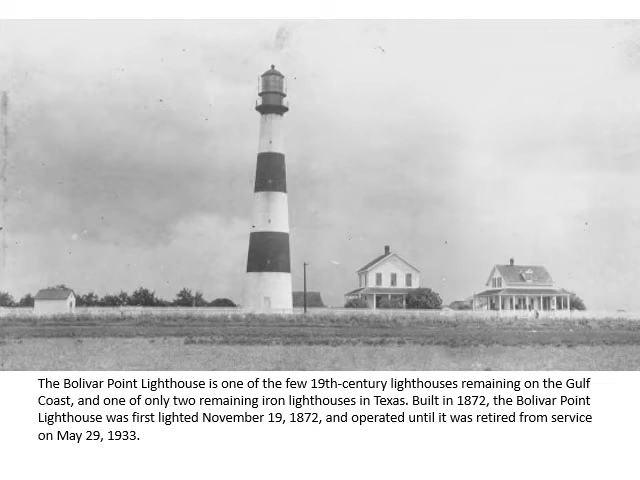 The Bolivar Point Lighthouse is one of the few 19th-century lighthouses remaining on the Gulf
Coast, and one of only two remaining iron lighthouses in Texas. Built in 1872, the Bolivar Point
Lighthouse was first lighted November 19, 1872, and operated until it was retired from service
on May 29, 1933.